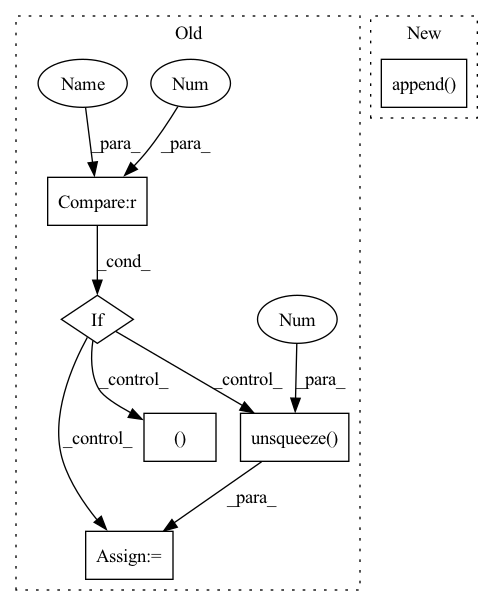 Old
New
Name
Num
append()
_para_
_para_
Compare:r
_cond_
If
Num
_control_
_control_
_para_
_control_
()
unsqueeze()
_para_
Assign:=